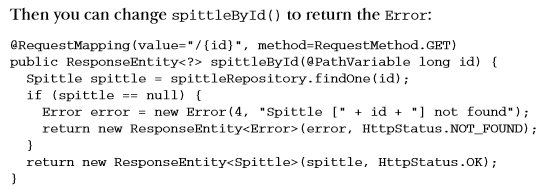 Then you can change spittleById() to return the Error:
@RequestMapping(value="/{id}", method=RequestMethod.GET)
public ResponseEntity<?> spittleById(@PathVariable long id) {
  Spittle spittle = spittleRepository.findOne(id);
  if (spittle == null) {
    Error error = new Error(4, "Spittle [" + id + "] not found");
    return new ResponseEntity<Error>(error, HttpStatus.NOT_FOUND);
  }
  return new ResponseEntity<Spittle>(spittle, HttpStatus.OK);
}